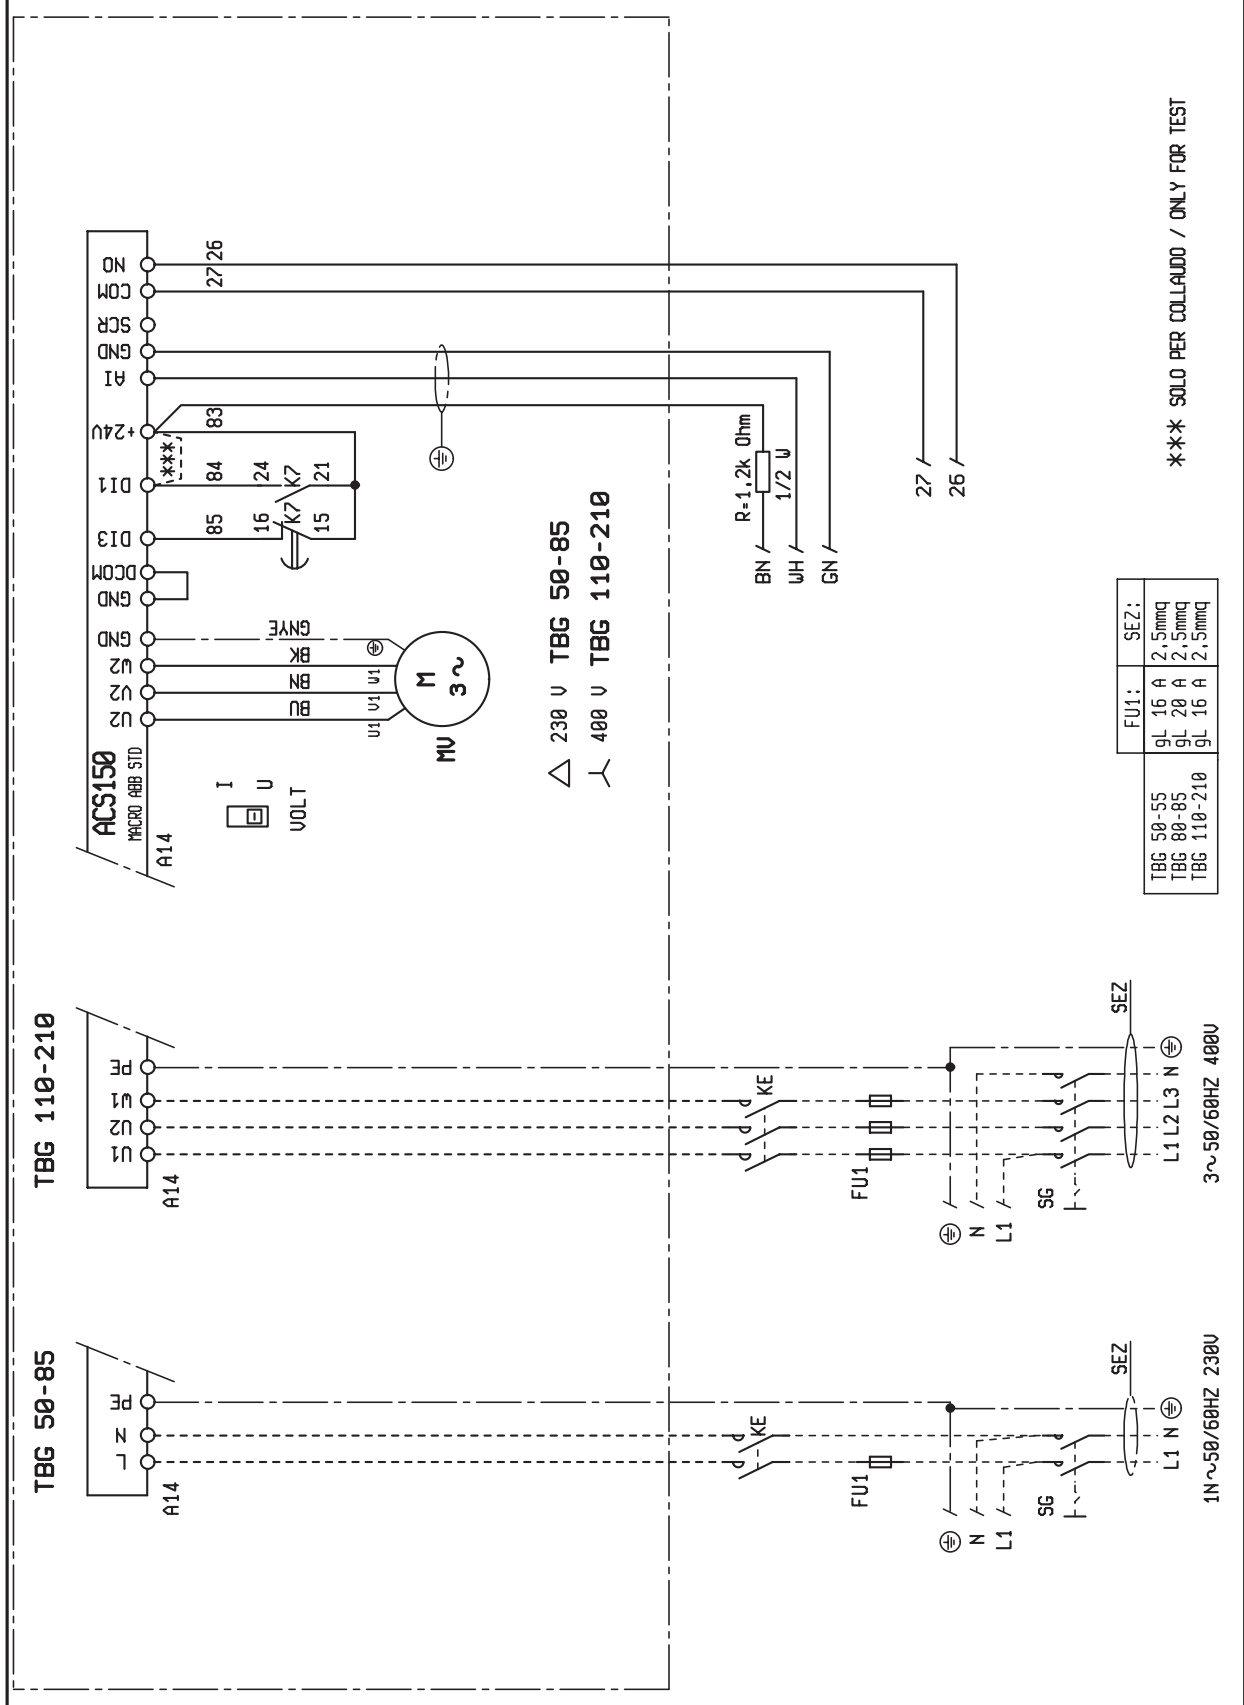 TBG 50-85
L
N
PE
A14
KE
FU1
N
L1
SG
SEZ
L1 N
1N~50/60HZ 230V
TBG 110-210
U1
U2
W1
PE
A14
KE
FU1
N
L1
SG
SEZ
L1 L2 L3 N
3~50/60HZ 400V
ACS150
MACRO ABB STD
A14
U2
V2
W2
GND
GND
DCOM
DI3
DI1
+24V
AI
GND
SCR
COM
NO
I
U
VOLT
BU
BN
BK
GNYE
U1
V1
W1
M
3~
MV
85
84
83
27
26
16
K7
15
24
K7
21
***
230 V TBG 50-85
400 V TBG 110-210
R=1,2k Ohm
1/2 W
BN
WH
GN
27
26
FU1: SEZ:
TBG 50-55 gL 16 A 2,5mmq
TBG 80-85 gL 20 A 2,5mmq
TBG 110-210 gL 16 A 2,5mmq
*** SOLO PER COLLAUDO / ONLY FOR TEST